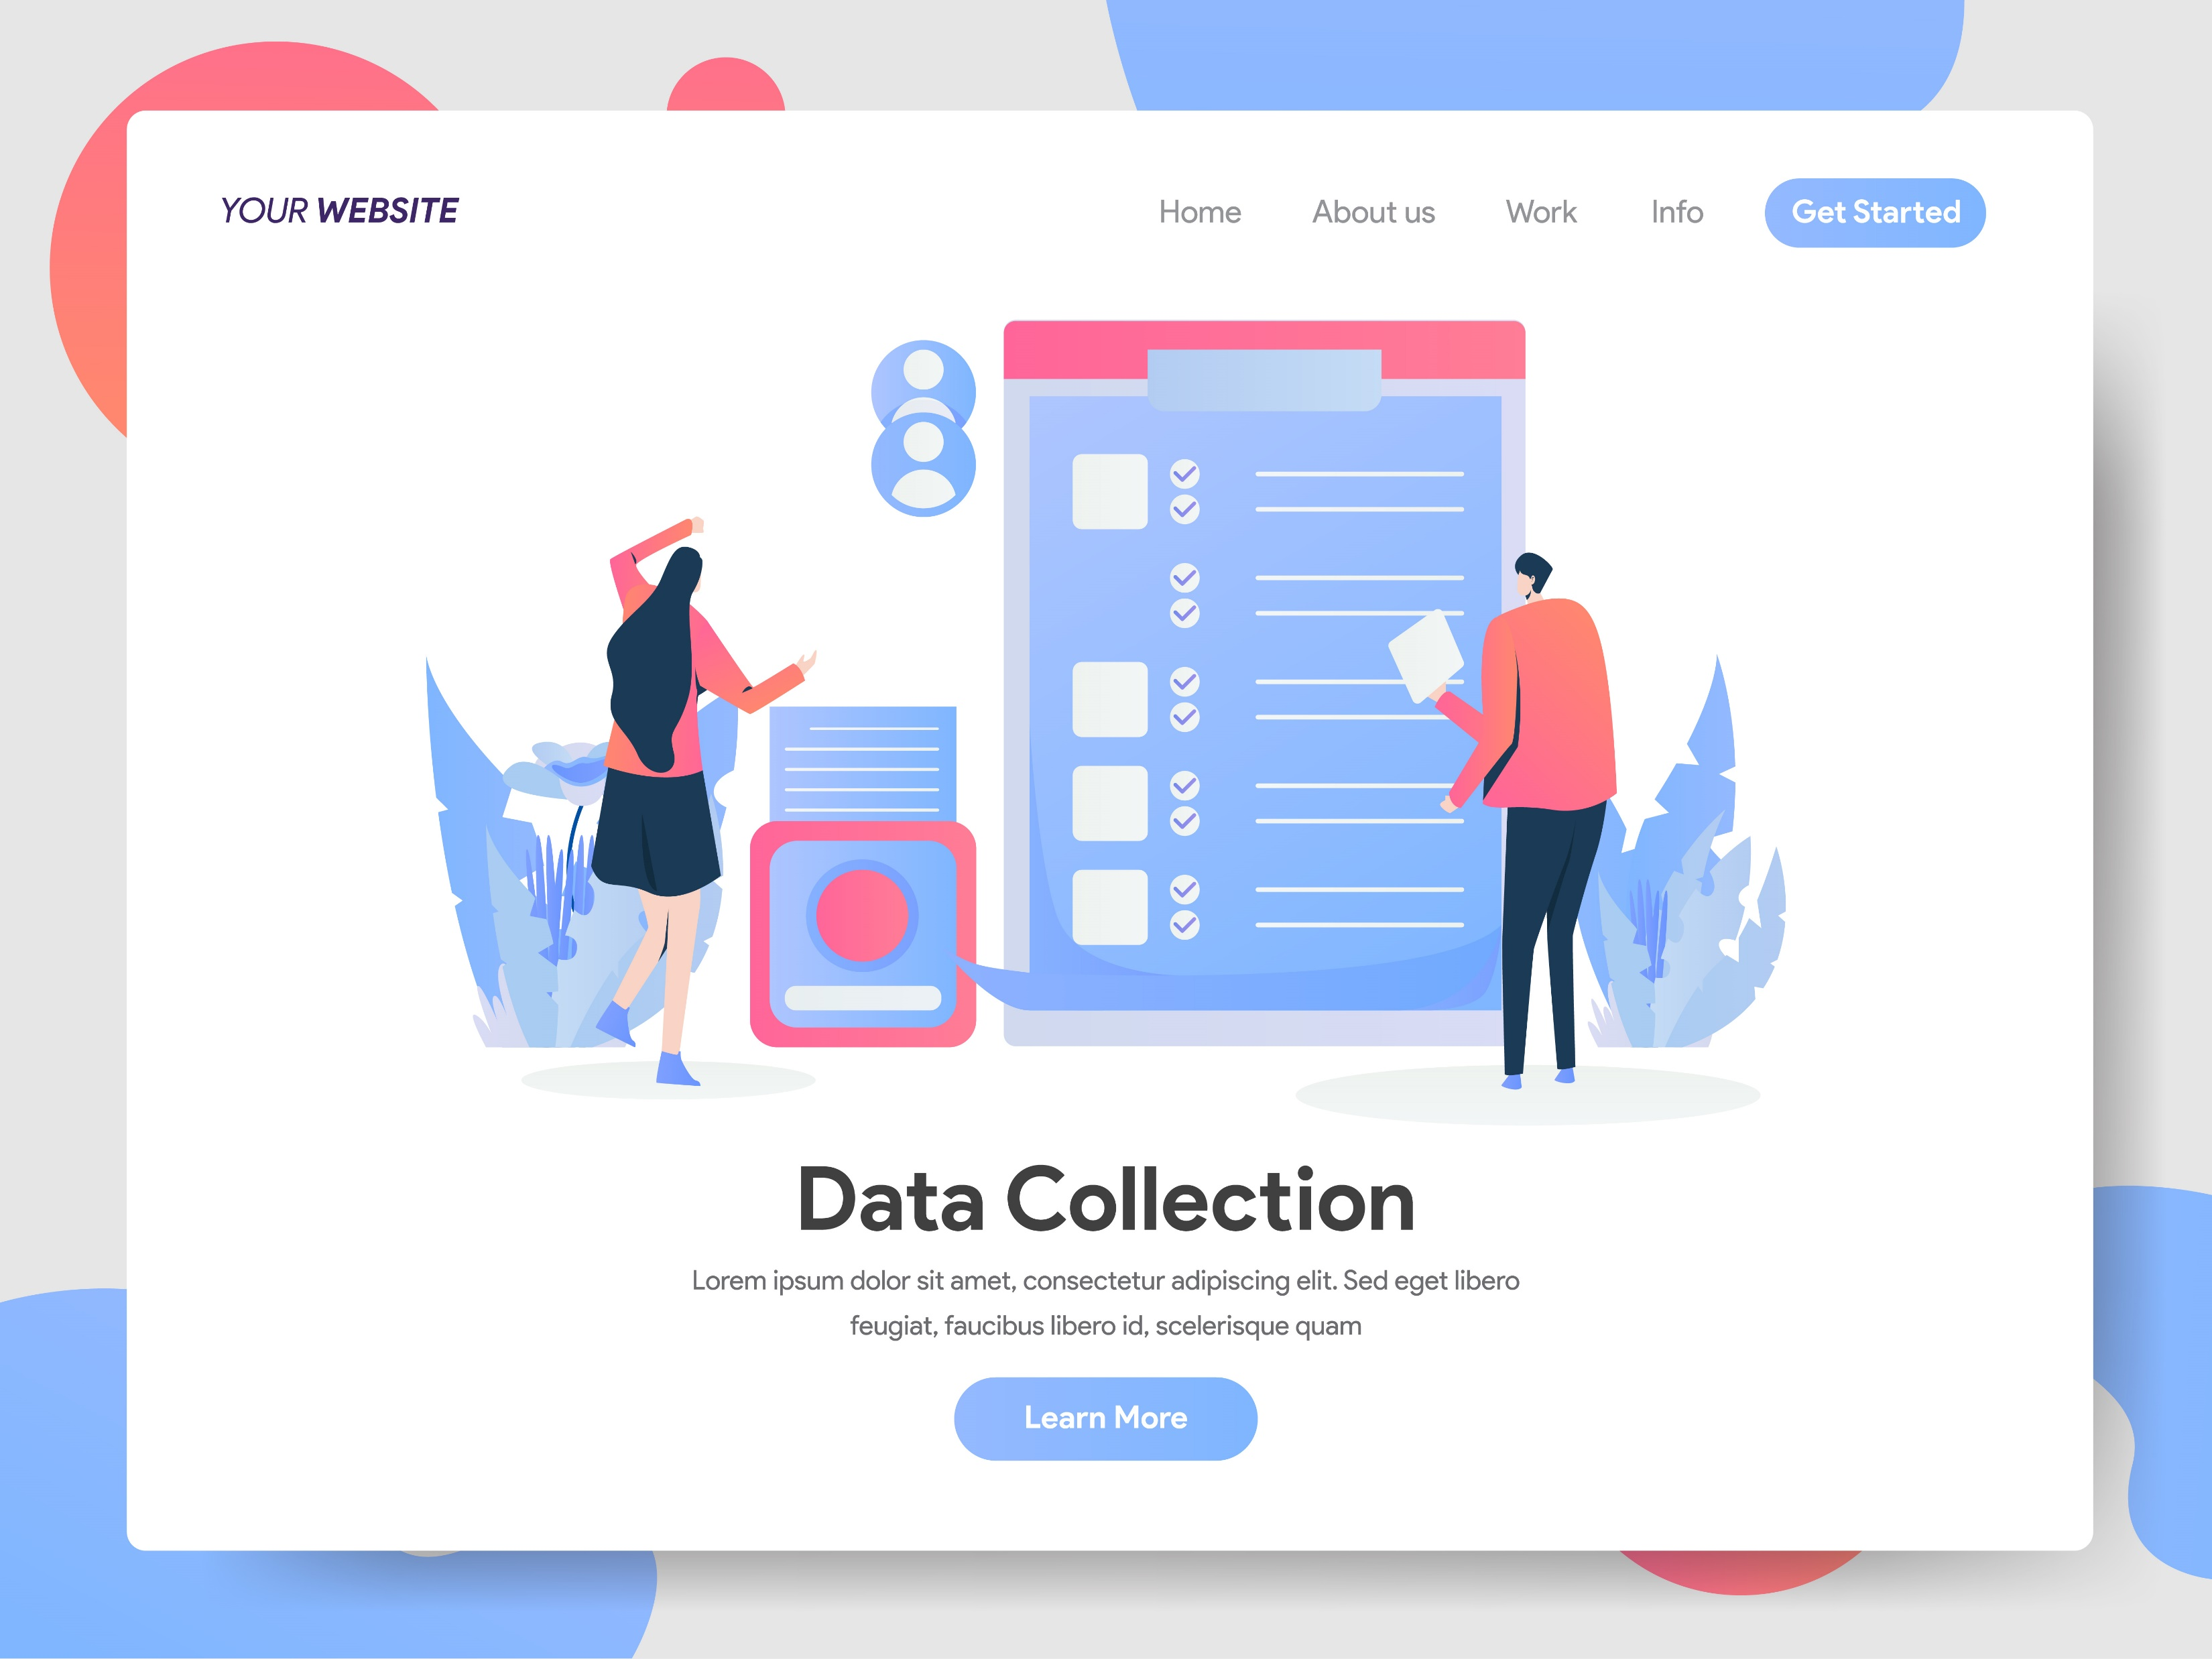 YOUR WEBSITE
Home About us Work Info Get Started
Data Collection
Lorem ipsum dolor sit amet, consectetur adipiscing elit. Sed eget libero
feugiat, faucibus libero id, scelerisque quam
Learn More